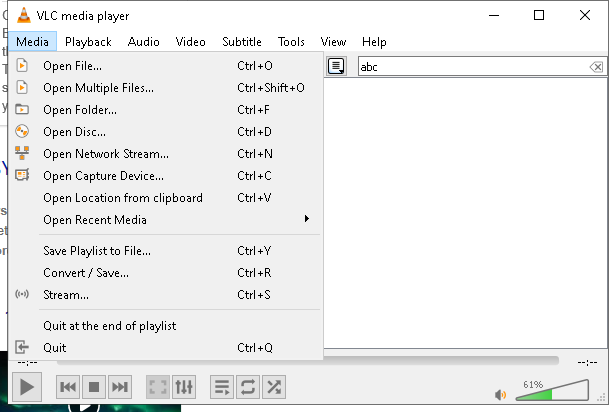 VLC media player
Media Playback Audio Video Subtitle Tools View Help
abc
Open File... Ctrl+O
Open Multiple Files... Ctrl+Shift+O
Open Folder... Ctrl+F
Open Disc... Ctrl+D
Open Network Stream... Ctrl+N
Open Capture Device... Ctrl+C
Open Location from clipboard Ctrl+V
Open Recent Media
Save Playlist to File... Ctrl+Y
Convert / Save... Ctrl+R
Stream... Ctrl+S
Quit at the end of playlist
Quit Ctrl+Q
--:-- --:--
61%